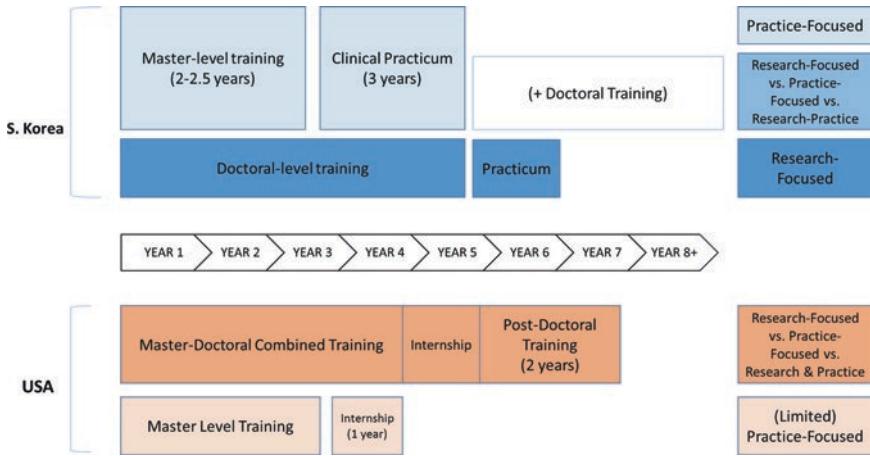 Master-level training
(2-2.5 years)
Clinical Practicum
(3 years)
(+ Doctoral Training)
Practice-Focused
Research-Focused
vs. Practice-
Focused vs.
Research-Practice
S. Korea
Doctoral-level training
Practicum
Research-
Focused
YEAR 1
YEAR 2
YEAR 3
YEAR 4
YEAR 5
YEAR 6
YEAR 7
YEAR 8+
USA
Master-Doctoral Combined Training
Internship
Post-Doctoral
Training
(2 years)
Research-Focused
vs. Practice-
Focused vs.
Research & Practice
Master Level Training
Internship
(1 year)
(Limited)
Practice-Focused